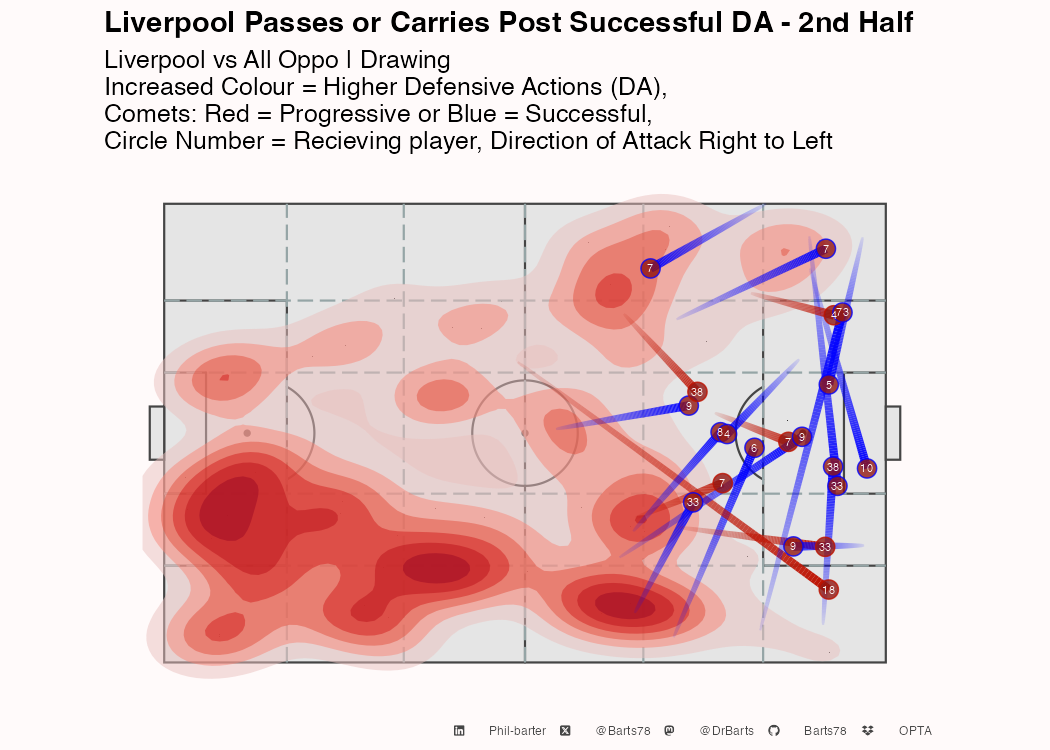 Liverpool Passes or Carries Post Successful DA - 2nd Half
Liverpool vs All Oppo | Drawing
Increased Colour = Higher Defensive Actions (DA),
Comets: Red = Progressive or Blue = Successful,
Circle Number = Recieving player, Direction of Attack Right to Left
7
7
4 73
5
38
9
8 4
7 9
6
38 10
7
33
33
9 33
18
Phil-barter @Barts78 @DrBarts Barts78 OPTA